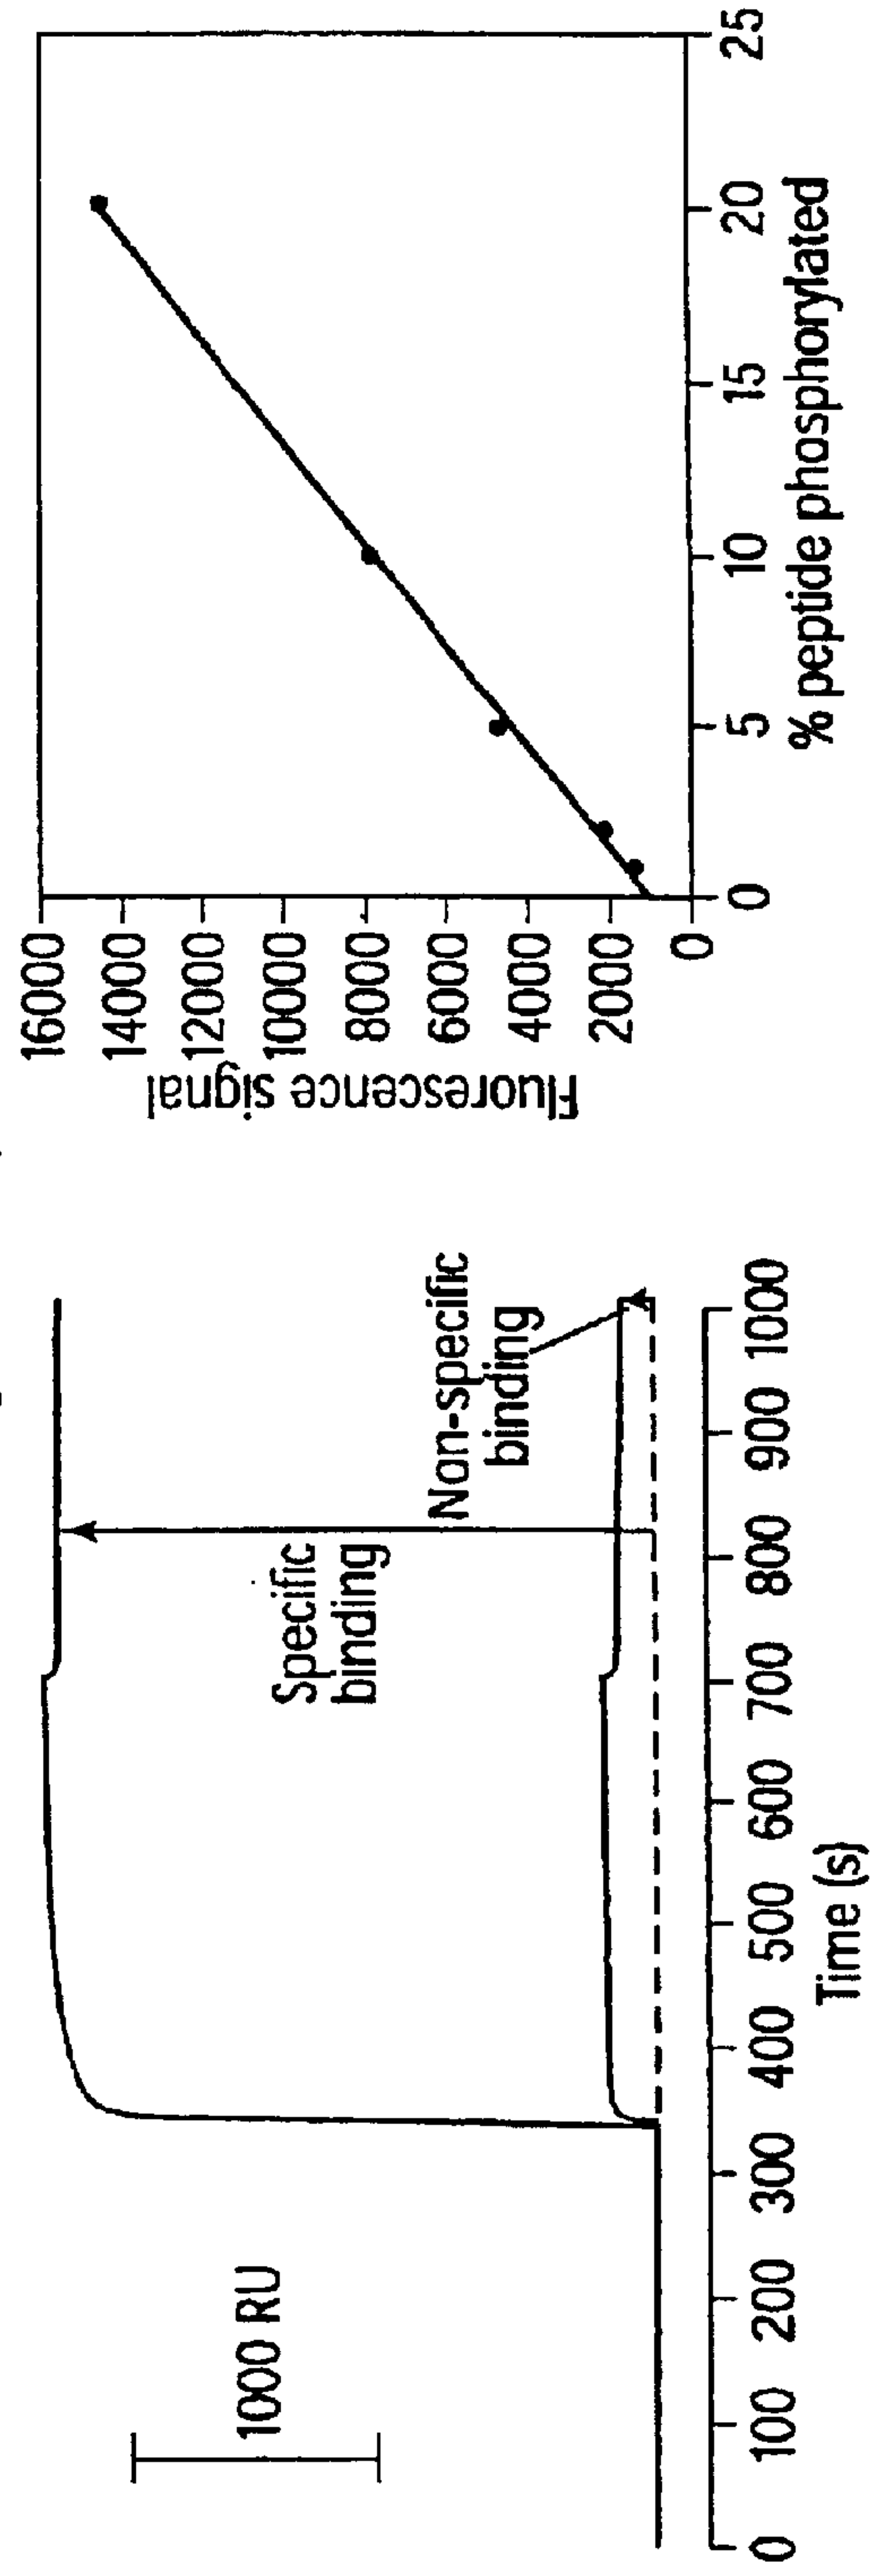 1000 RU
Specific
binding
Non-specific
binding
0 100 200 300 400 500 600 700 800 900 1000
Time (s)
fluorescence signal
16000
14000
12000
10000
8000
6000
4000
2000
0
0 5 10 15 20 25
% peptide phosphorylated